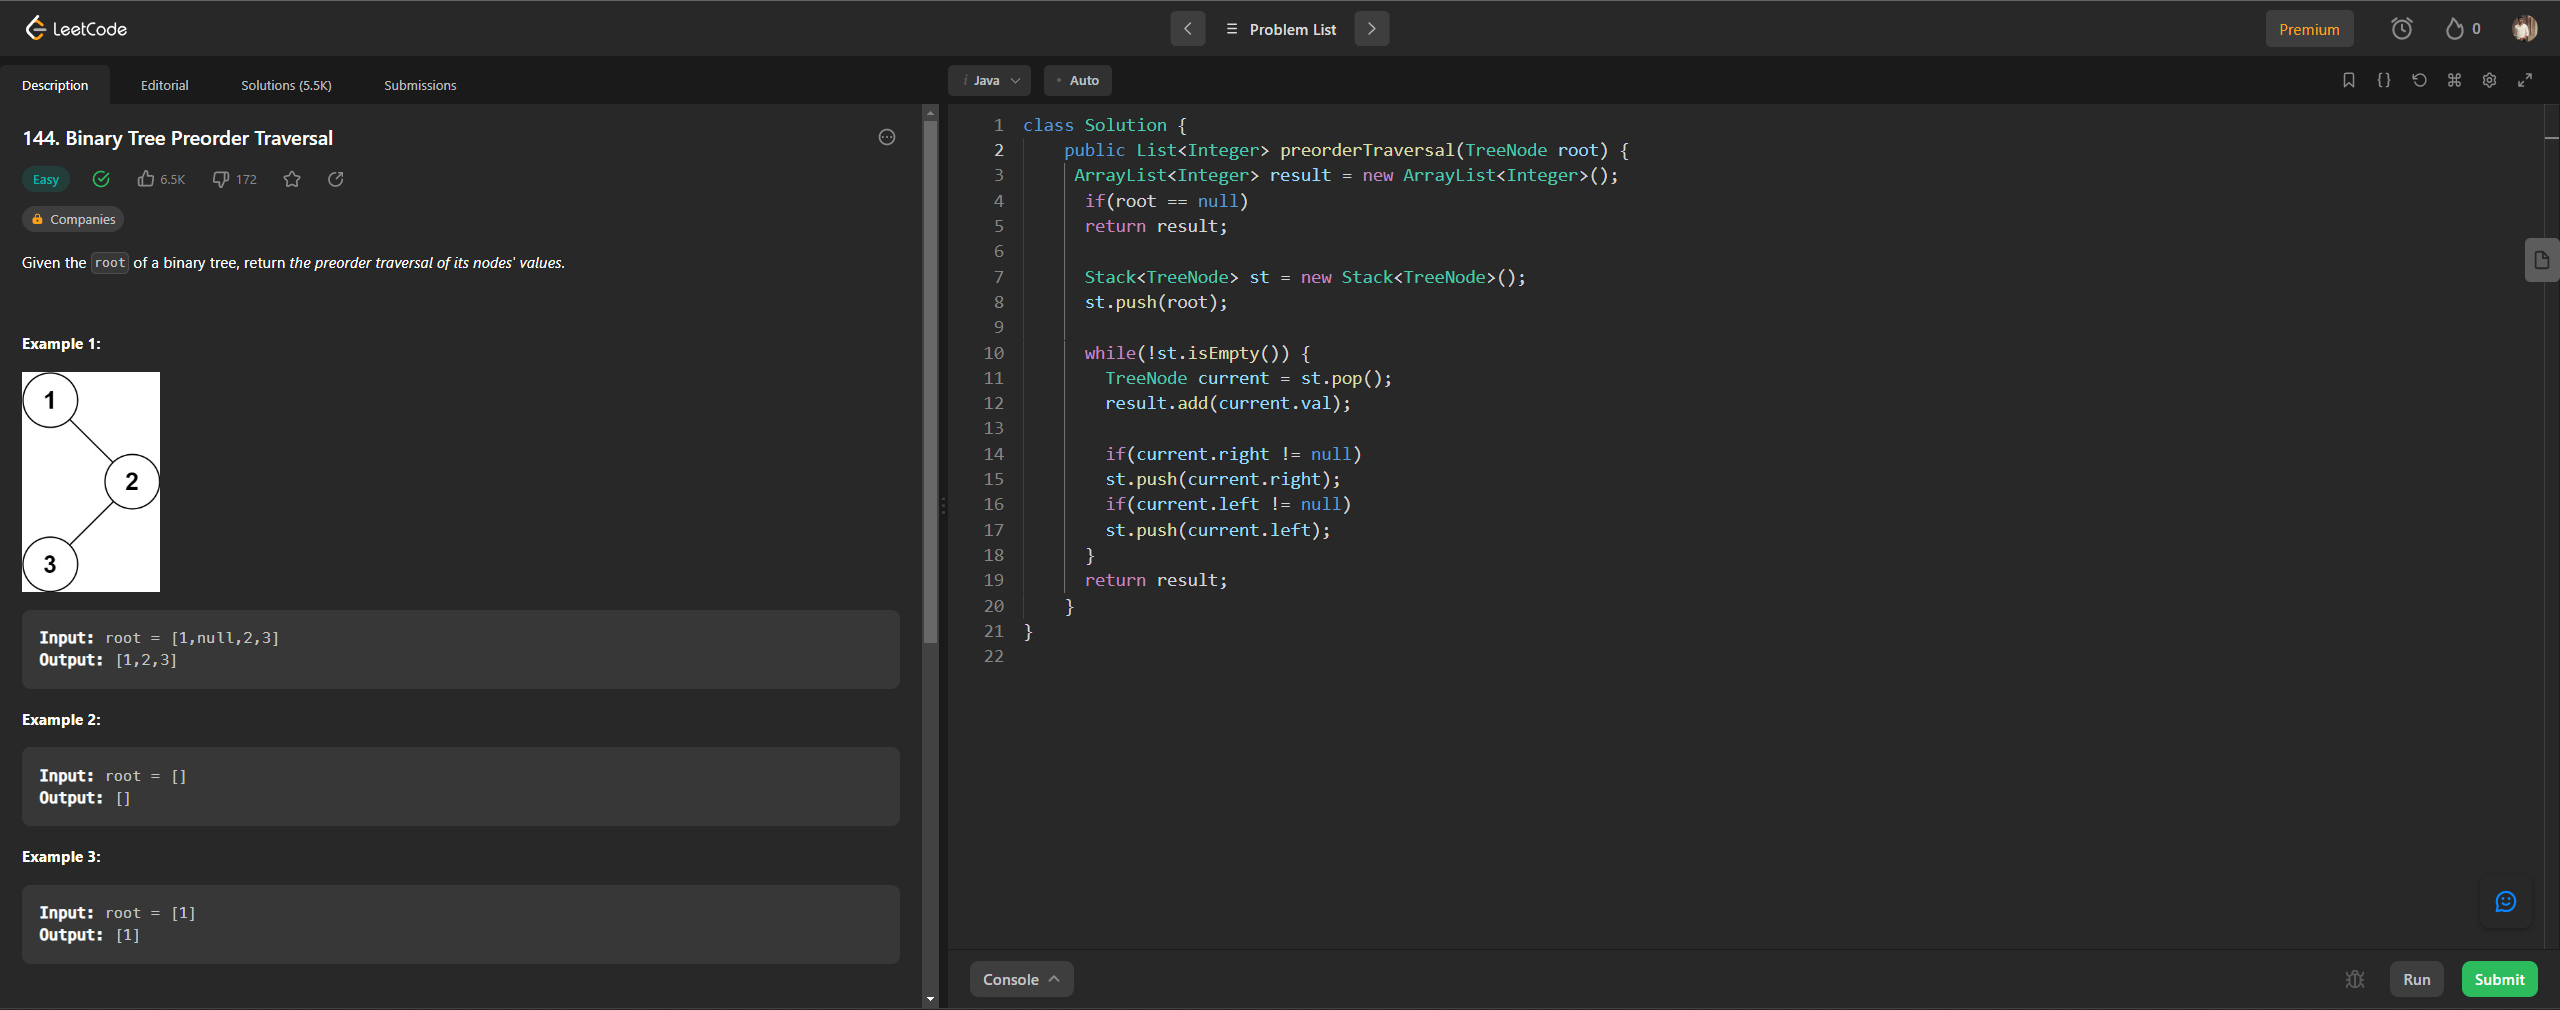 LeetCode
Problem List
Premium
0
Description
Editorial
Solutions (5.5K)
Submissions
144. Binary Tree Preorder Traversal
Easy
6.5K
172
Companies
Given the root of a binary tree, return the preorder traversal of its nodes' values.
Example 1:
1
2
3
Input: root = [1,null,2,3]
Output: [1,2,3]
Example 2:
Input: root = []
Output: []
Example 3:
Input: root = [1]
Output: [1]
i Java
Auto
1 class Solution {
2 public List<Integer> preorderTraversal(TreeNode root) {
3 ArrayList<Integer> result = new ArrayList<Integer>();
4 if(root == null)
5 return result;
6
7 Stack<TreeNode> st = new Stack<TreeNode>();
8 st.push(root);
9
10 while(!st.isEmpty()) {
11 TreeNode current = st.pop();
12 result.add(current.val);
13
14 if(current.right != null)
15 st.push(current.right);
16 if(current.left != null)
17 st.push(current.left);
18 }
19 return result;
20 }
21 }
22
Console
Run
Submit